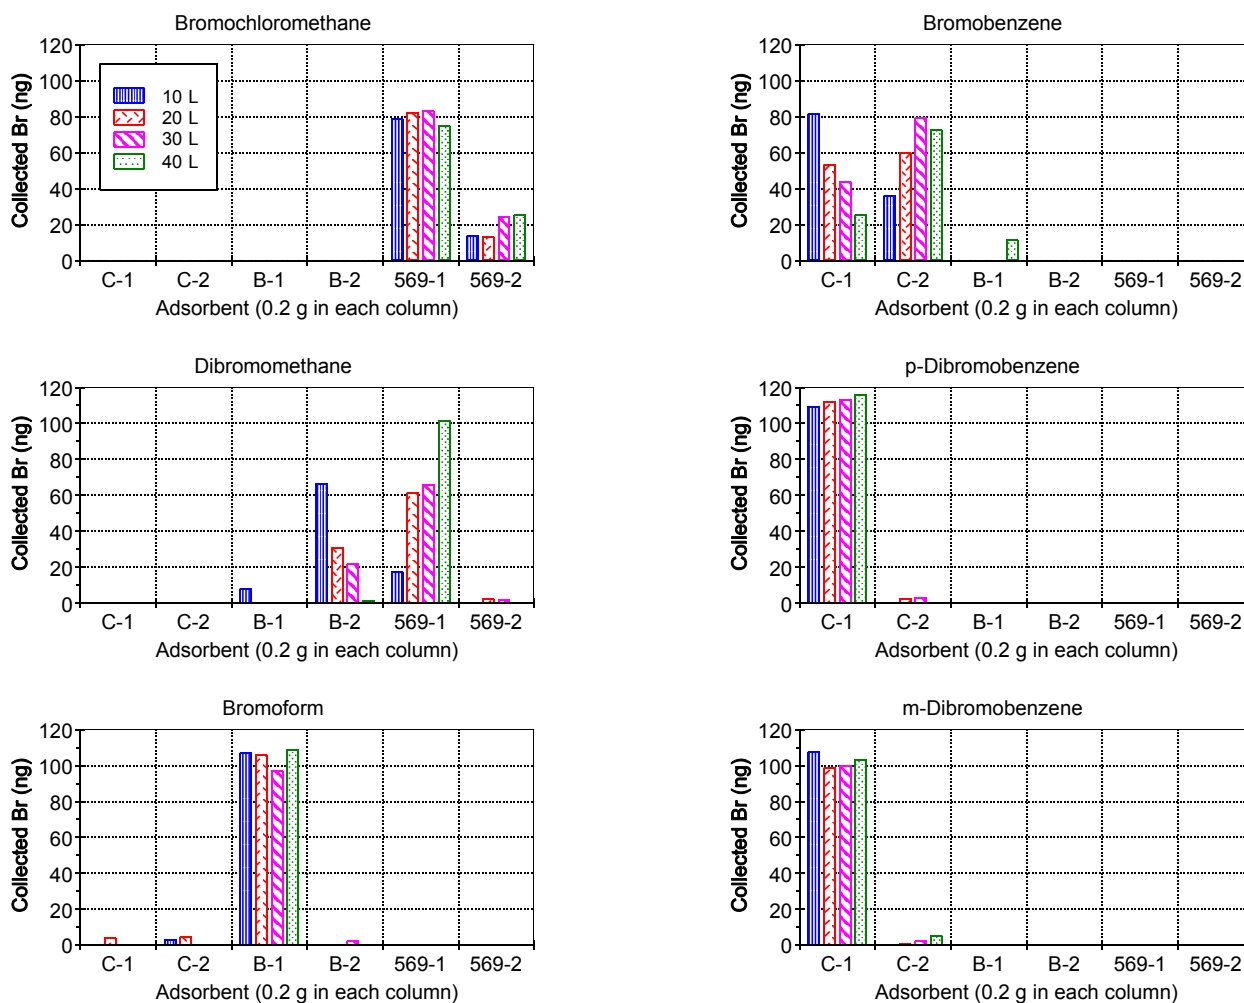 Bromochloromethane
120
100
80
60
40
20
0
Collected Br (ng)
10 L
20 L
30 L
40 L
C-1 C-2 B-1 B-2 569-1 569-2
Adsorbent (0.2 g in each column)
Bromobenzene
120
100
80
60
40
20
0
Collected Br (ng)
C-1 C-2 B-1 B-2 569-1 569-2
Adsorbent (0.2 g in each column)
Dibromomethane
120
100
80
60
40
20
0
Collected Br (ng)
C-1 C-2 B-1 B-2 569-1 569-2
Adsorbent (0.2 g in each column)
p-Dibromobenzene
120
100
80
60
40
20
0
Collected Br (ng)
C-1 C-2 B-1 B-2 569-1 569-2
Adsorbent (0.2 g in each column)
Bromoform
120
100
80
60
40
20
0
Collected Br (ng)
C-1 C-2 B-1 B-2 569-1 569-2
Adsorbent (0.2 g in each column)
m-Dibromobenzene
120
100
80
60
40
20
0
Collected Br (ng)
C-1 C-2 B-1 B-2 569-1 569-2
Adsorbent (0.2 g in each column)